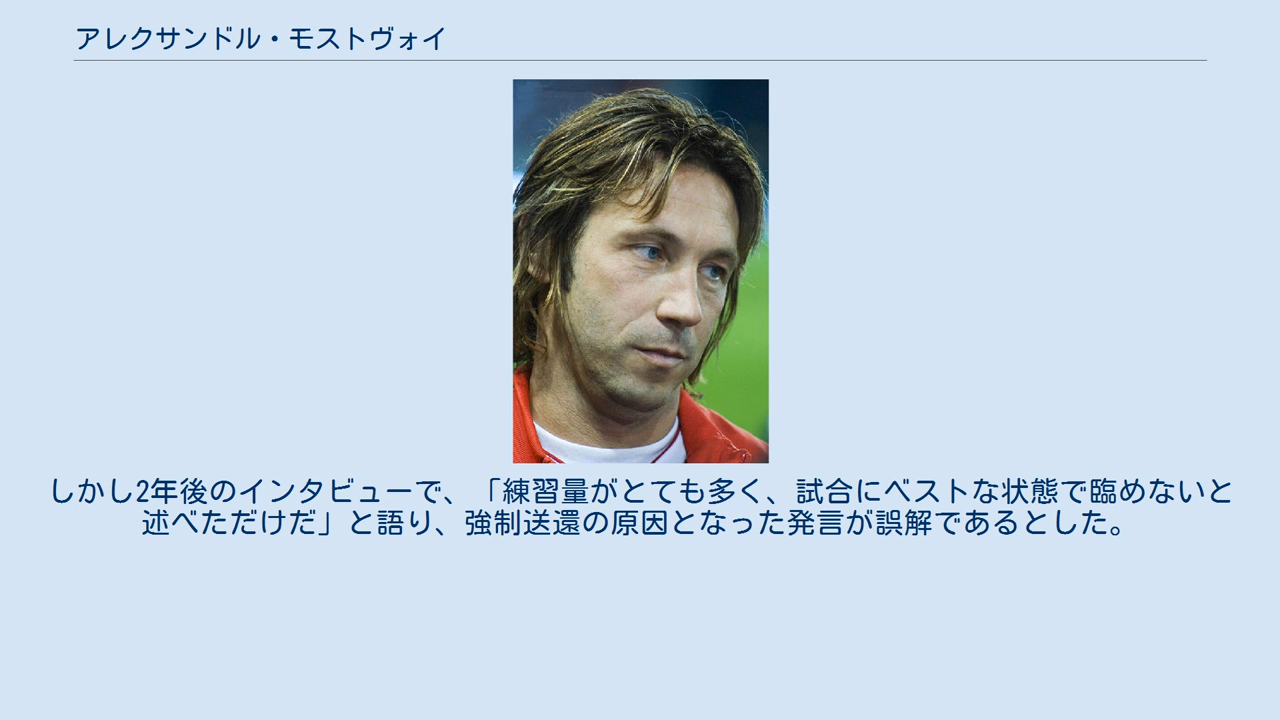 アレクサンドル・モストヴォイ
しかし2年後のインタビューで、「練習量がとても多く、試合にベストな状態で臨めないと
述べただけだ」と語り、強制送還の原因となった発言が誤解であるとした。